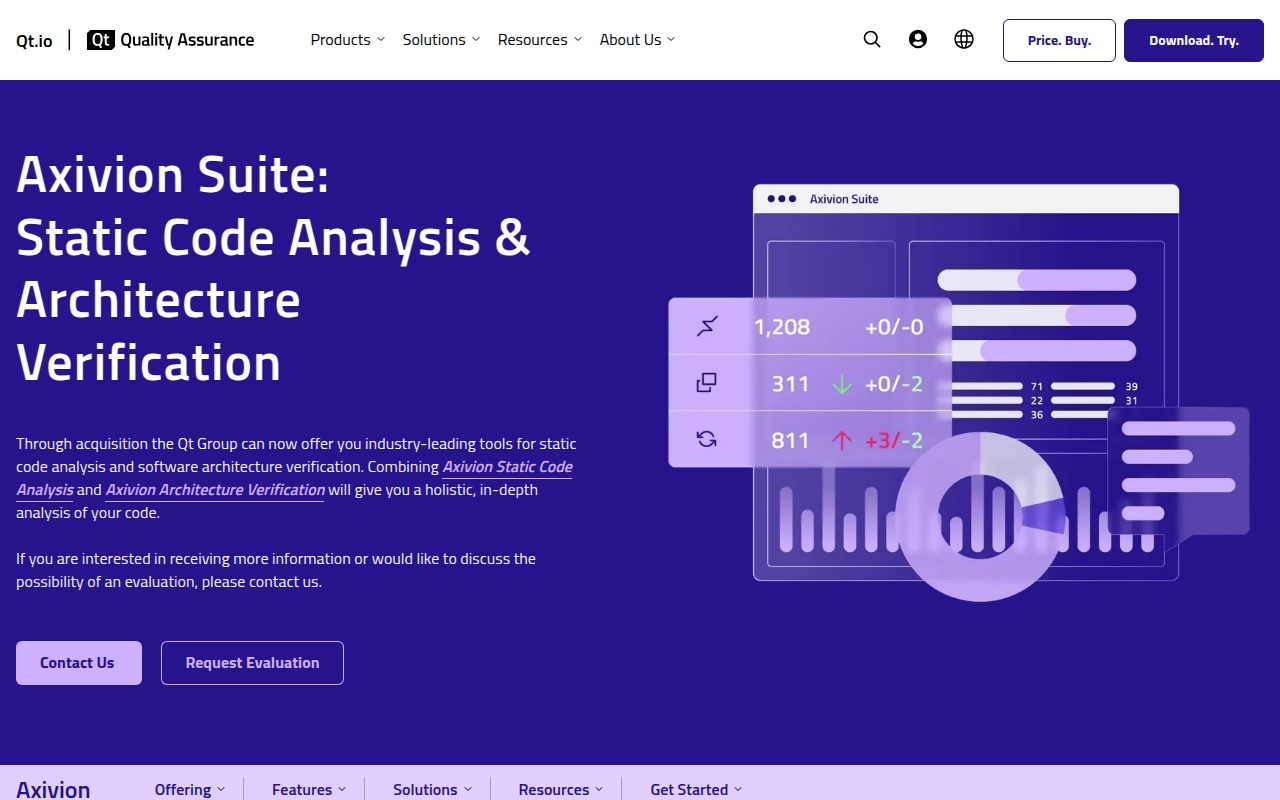 Qt.io
Qt Quality Assurance
Products
Solutions
Resources
About Us
Price. Buy.
Download. Try.
Axivion Suite:
Static Code Analysis &
Architecture
Verification
Through acquisition the Qt Group can now offer you industry-leading tools for static
code analysis and software architecture verification. Combining Axivion Static Code
Analysis and Axivion Architecture Verification will give you a holistic, in-depth
analysis of your code.
If you are interested in receiving more information or would like to discuss the
possibility of an evaluation, please contact us.
Contact Us
Request Evaluation
Axivion Suite
1,208 +0/-0
311 +0/-2
811 +3/-2
71 39
22 31
36
Axivion
Offering
Features
Solutions
Resources
Get Started